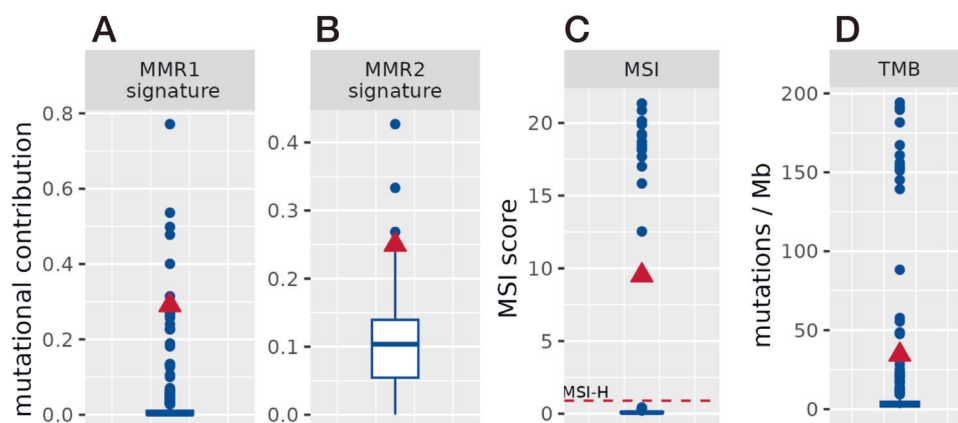 A
B
C
D
MMR1
signature
MMR2
signature
MSI
TMB
mutational contribution
0.8
0.6
0.4
0.2
0.0
0.4
0.3
0.2
0.1
0.0
MSI score
20
15
10
5
0
MSI-H
mutations / Mb
200
150
100
50
0